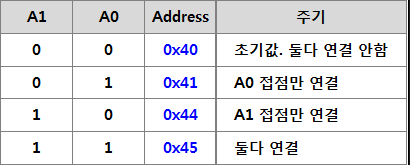 A1 A0 Address 주기
0 0 0x40 초기값. 둘다 연결 안함
0 1 0x41 A0 접점만 연결
1 0 0x44 A1 접점만 연결
1 1 0x45 둘다 연결